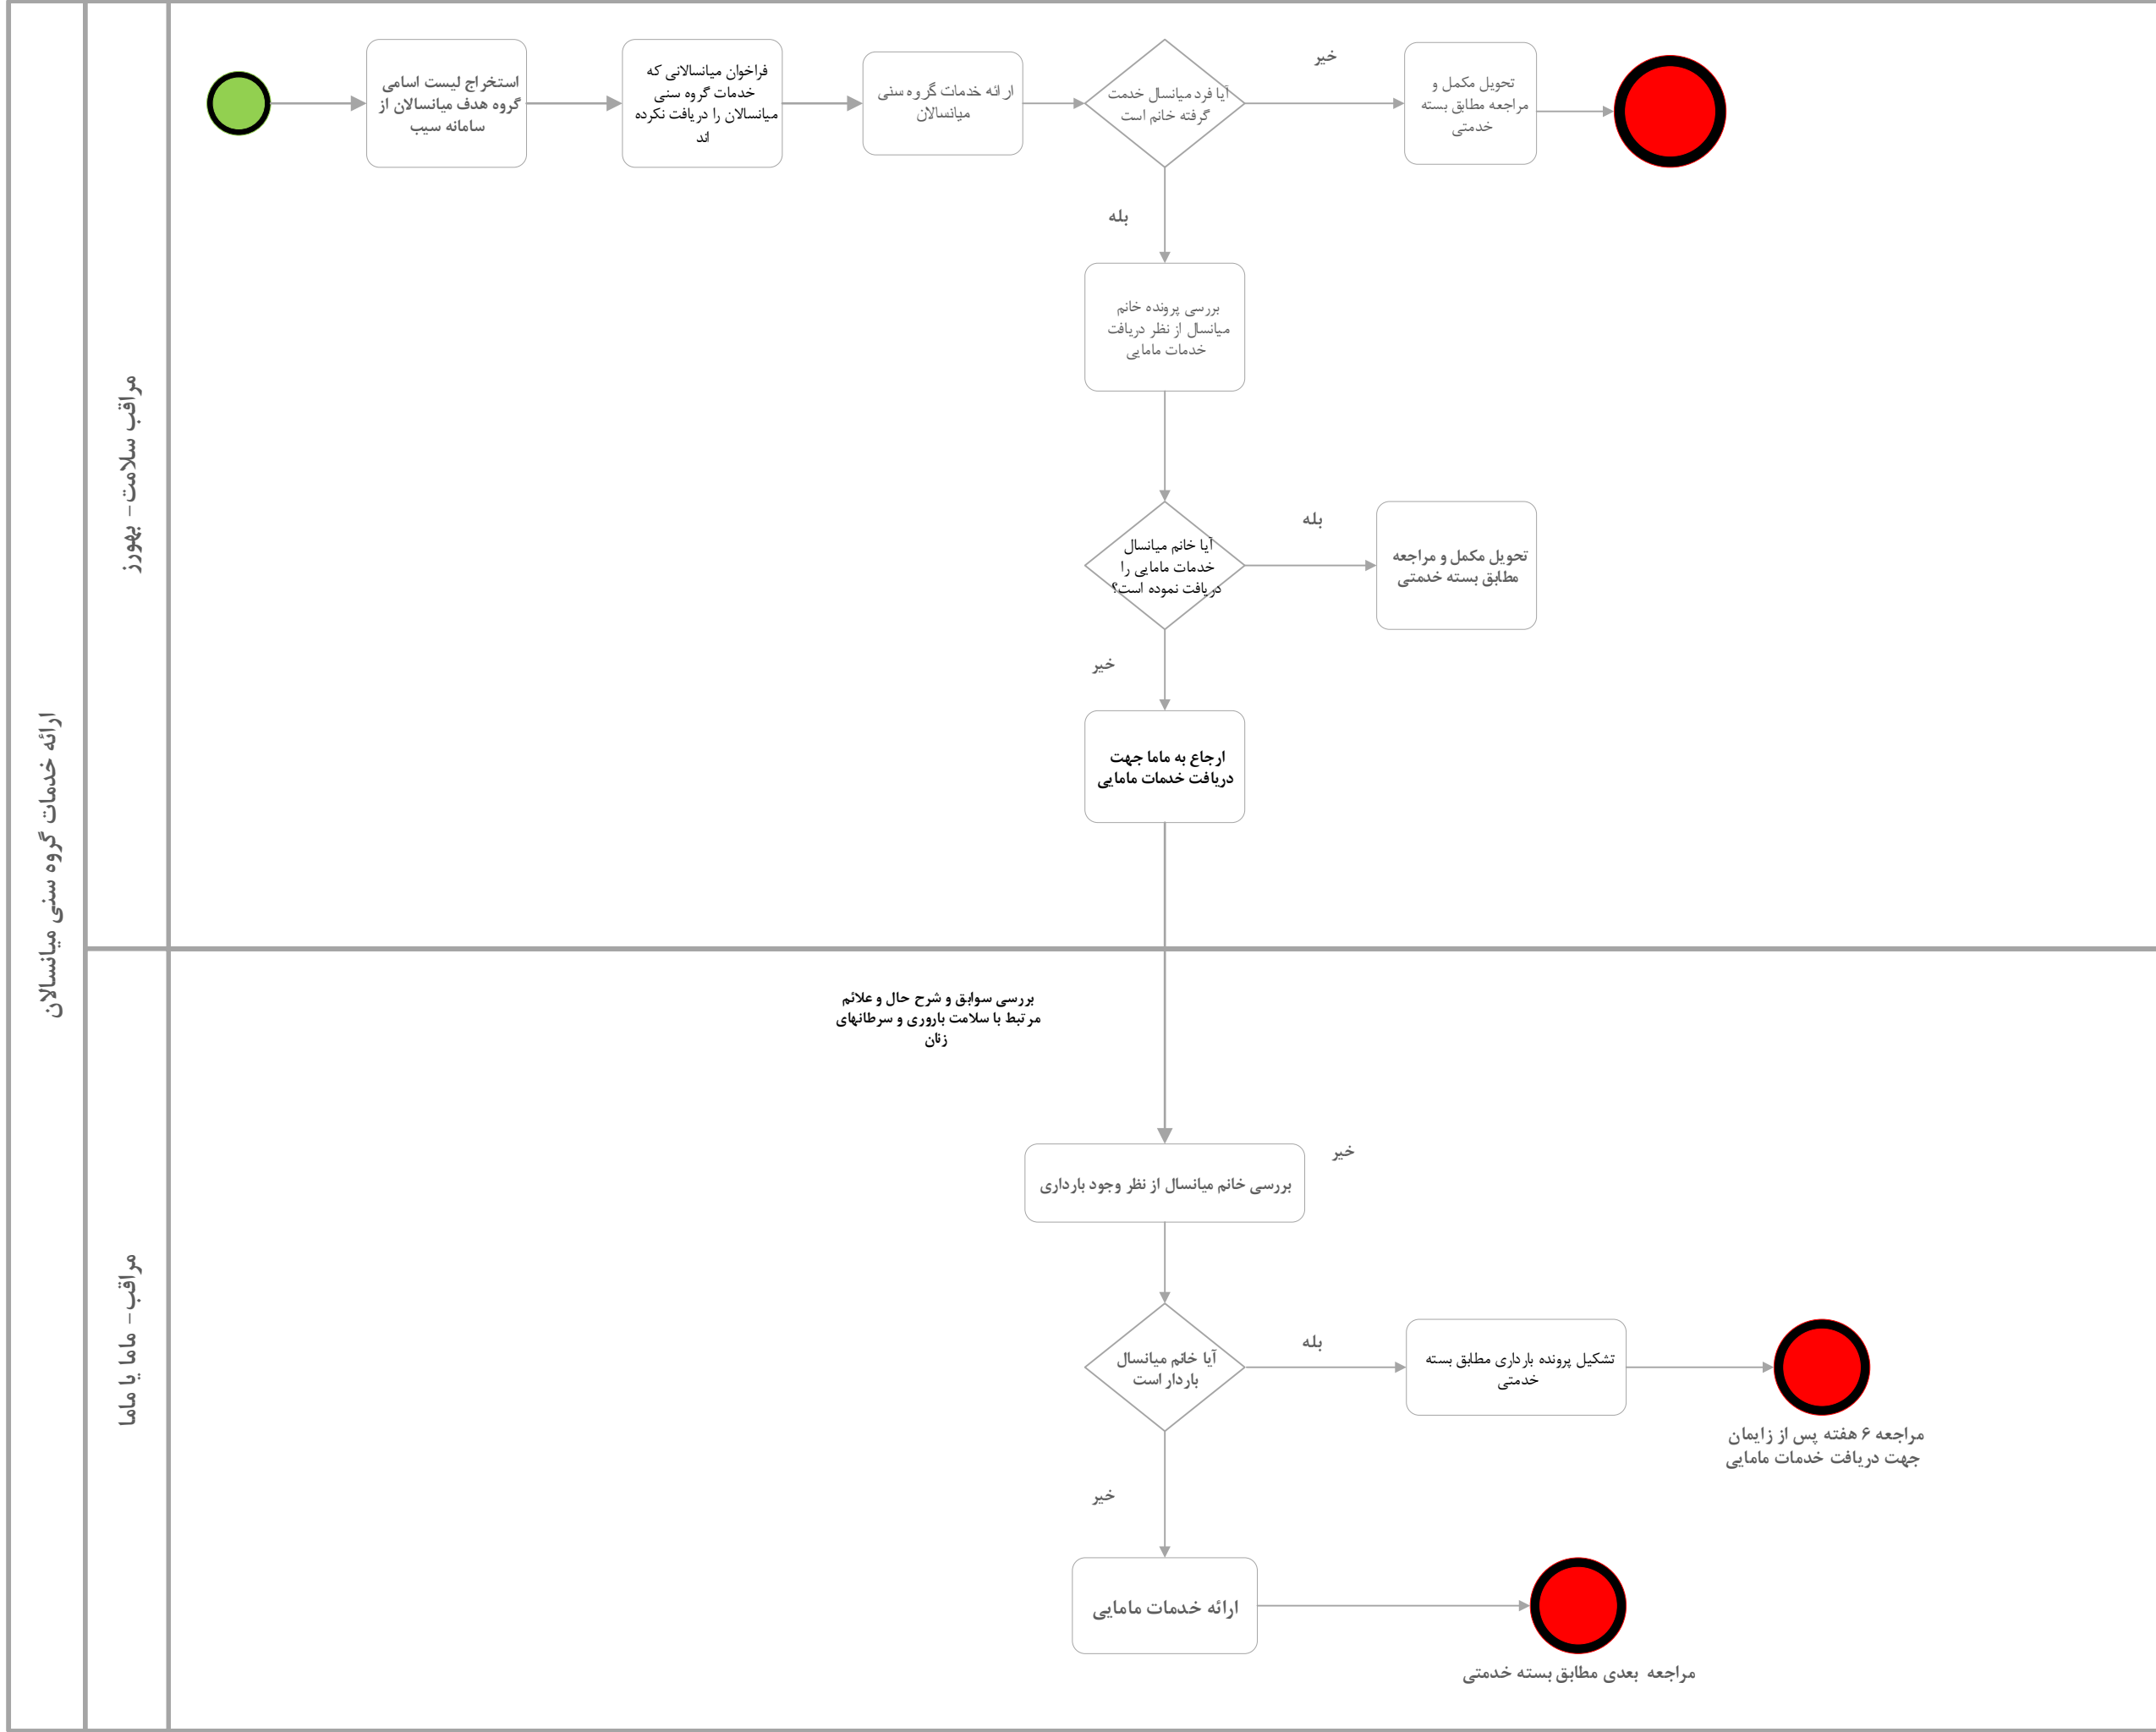 ارائه خدمات گروه سنی میانسالان
مراقب سلامت- بهورز
استخراج لیست اسامی
گروه هدف میانسالان از
سامانه سیب
فراخوان میانسالانی که
خدمات گروه سنی
میانسالان را دریافت نکرده
اند
ارائه خدمات گروه سنی
میانسالان
آیا فرد میانسال خدمت
گرفته خانم است
خیر
تحویل مکمل و
مراجعه مطابق بسته
خدمتی
بله
بررسی پرونده خانم
میانسال از نظر دریافت
خدمات مامایی
آیا خانم میانسال
خدمات مامایی را
دریافت نموده است؟
بله
تحویل مکمل و مراجعه
مطابق بسته خدمتی
خیر
ارجاع به ماما جهت
دریافت خدمات مامایی
مراقب- ماما یا ماما
بررسی سوابق و شرح حال و علائم
مرتبط با سلامت باروری و سرطانهای
زنان
خیر
بررسی خانم میانسال از نظر وجود بارداری
آیا خانم میانسال
باردار است
بله
تشکیل پرونده بارداری مطابق بسته
خدمتی
مراجعه ۶ هفته پس از زایمان
جهت دریافت خدمات مامایی
خیر
ارائه خدمات مامایی
مراجعه بعدی مطابق بسته خدمتی